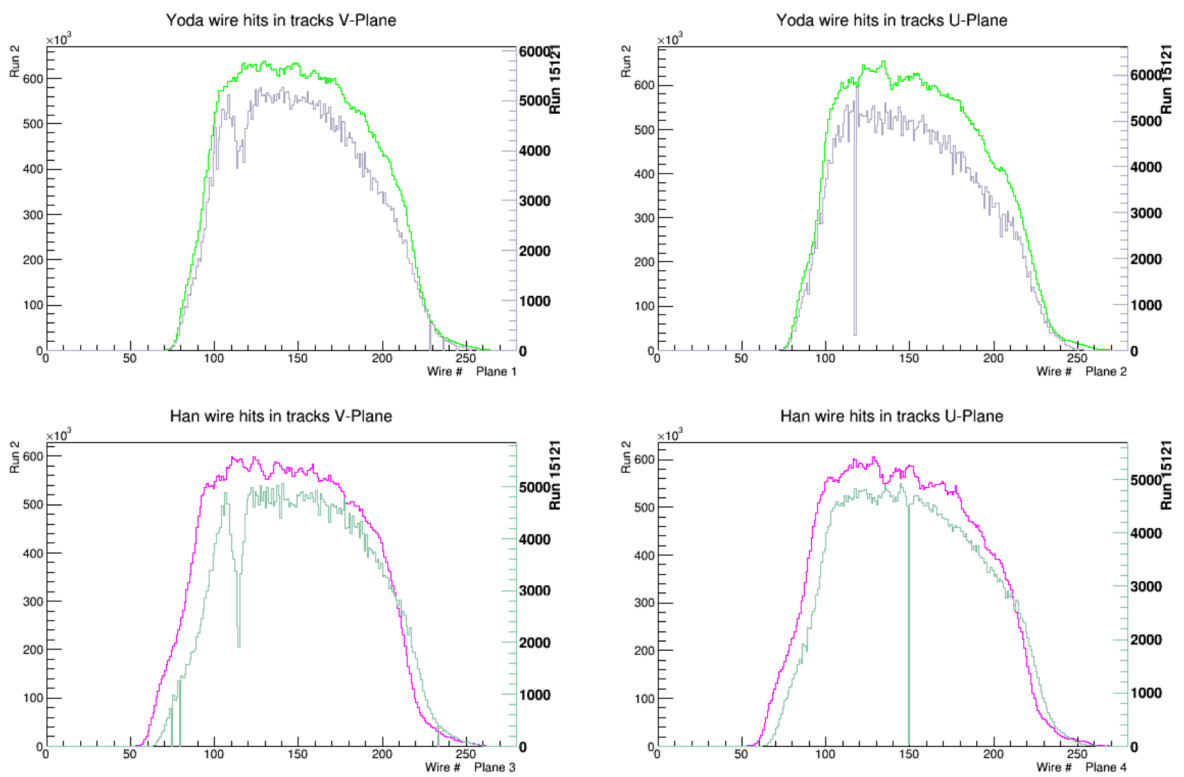 Yoda wire hits in tracks V-Plane
Run 2
×10³
600
500
400
300
200
100
0
0 50 100 150 200 250
Wire # Plane 1
6000
5000
4000
3000
2000
1000
0
Run 15121
Yoda wire hits in tracks U-Plane
Run 2
×10³
600
500
400
300
200
100
0
0 50 100 150 200 250
Wire # Plane 2
6000
5000
4000
3000
2000
1000
0
Run 15121
Han wire hits in tracks V-Plane
Run 2
×10³
600
500
400
300
200
100
0
0 50 100 150 200 250
Wire # Plane 3
5000
4000
3000
2000
1000
0
Run 15121
Han wire hits in tracks U-Plane
Run 2
×10³
600
500
400
300
200
100
0
0 50 100 150 200 250
Wire # Plane 4
5000
4000
3000
2000
1000
0
Run 15121